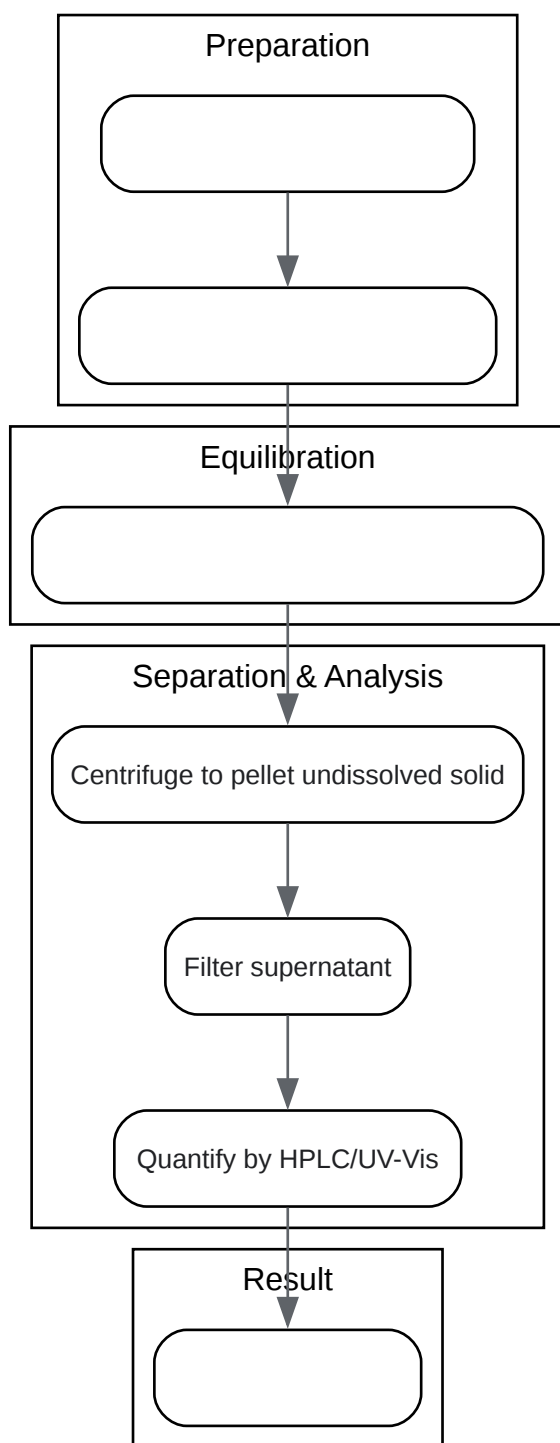 Preparation
Equilibration
Separation & Analysis
Centrifuge to pellet undissolved solid
Filter supernatant
Quantify by HPLC/UV-Vis
Result